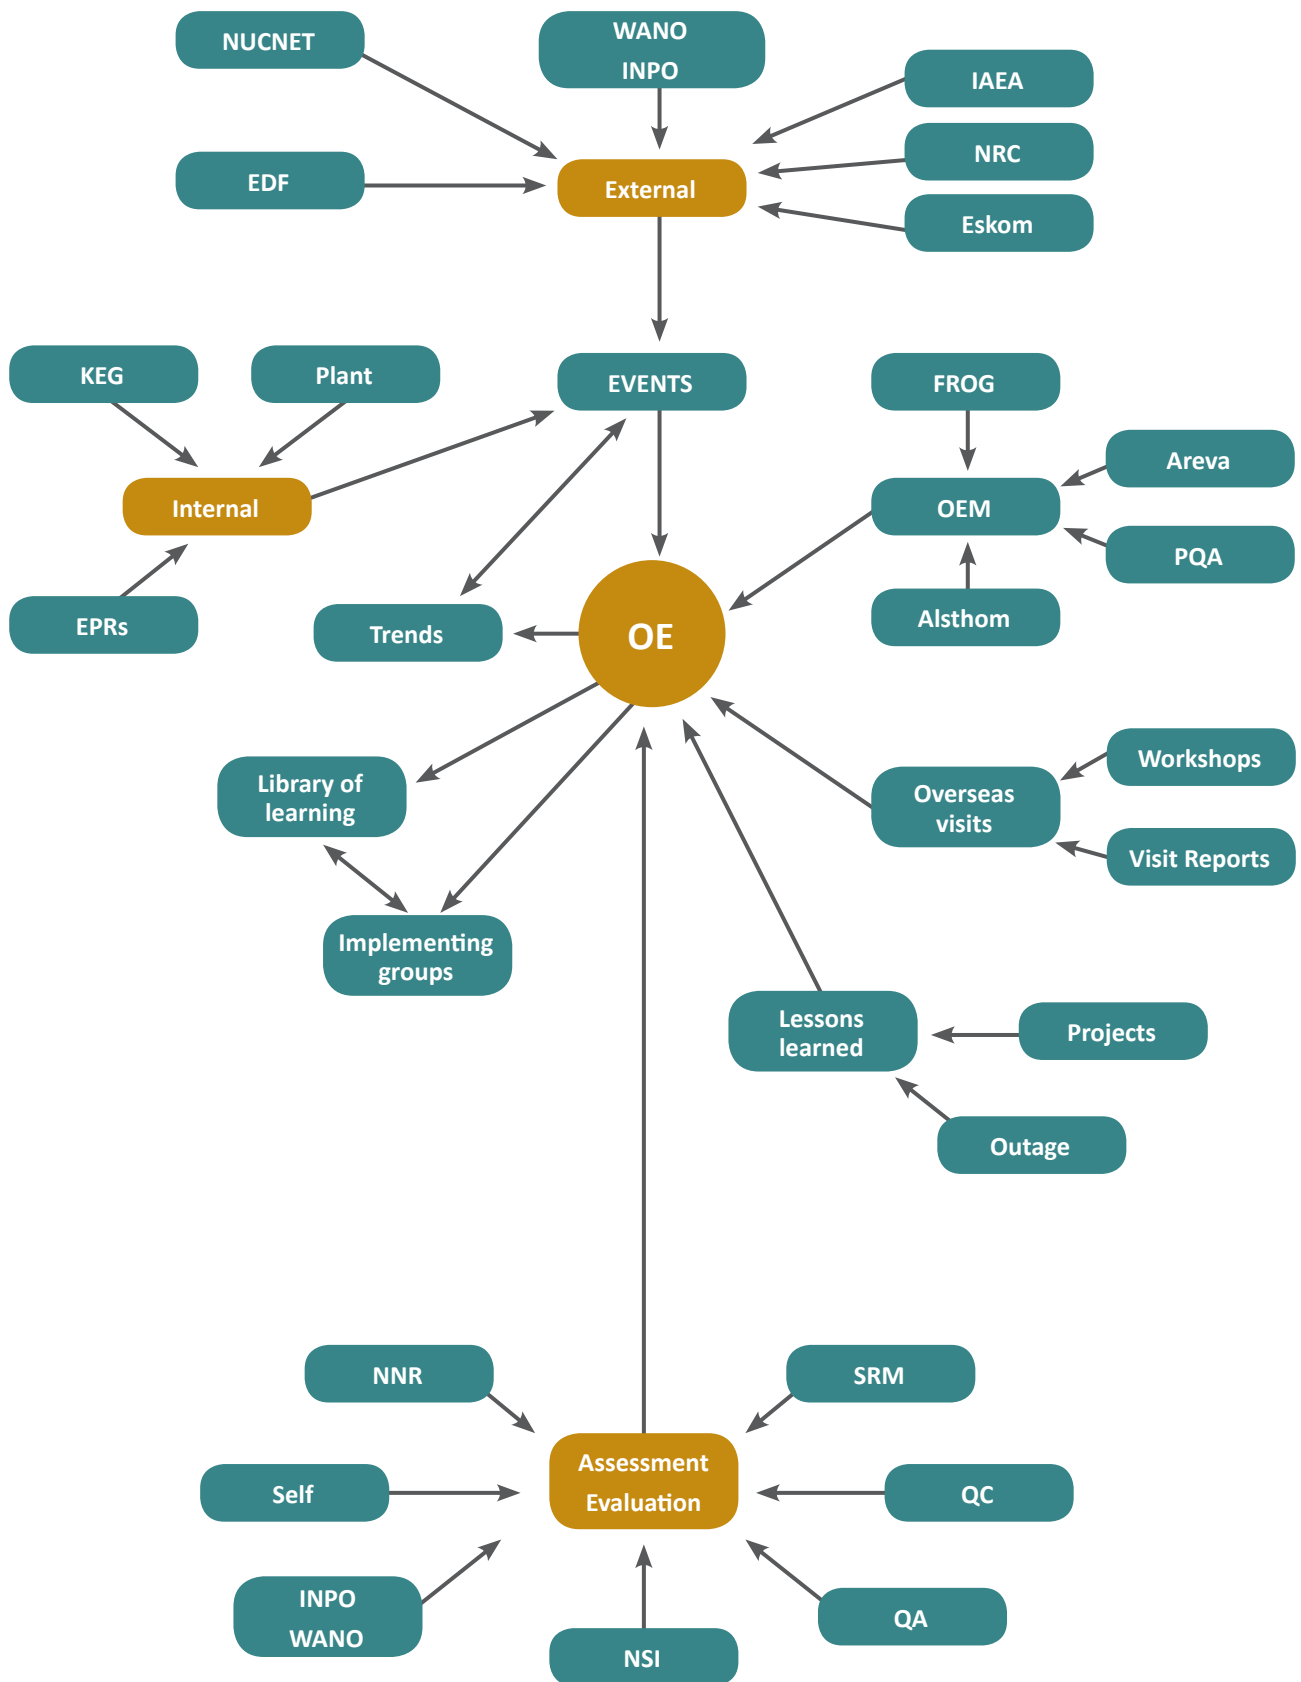 NUCNET
WANO
INPO
IAEA
NRC
EDF
External
Eskom
KEG
Plant
EVENTS
FROG
Areva
Internal
OEM
PQA
EPRs
Trends
OE
Alsthom
Library of
learning
Workshops
Overseas
visits
Visit Reports
Implementing
groups
Lessons
learned
Projects
Outage
NNR
SRM
Assessment
Evaluation
Self
QC
INPO
WANO
QA
NSI